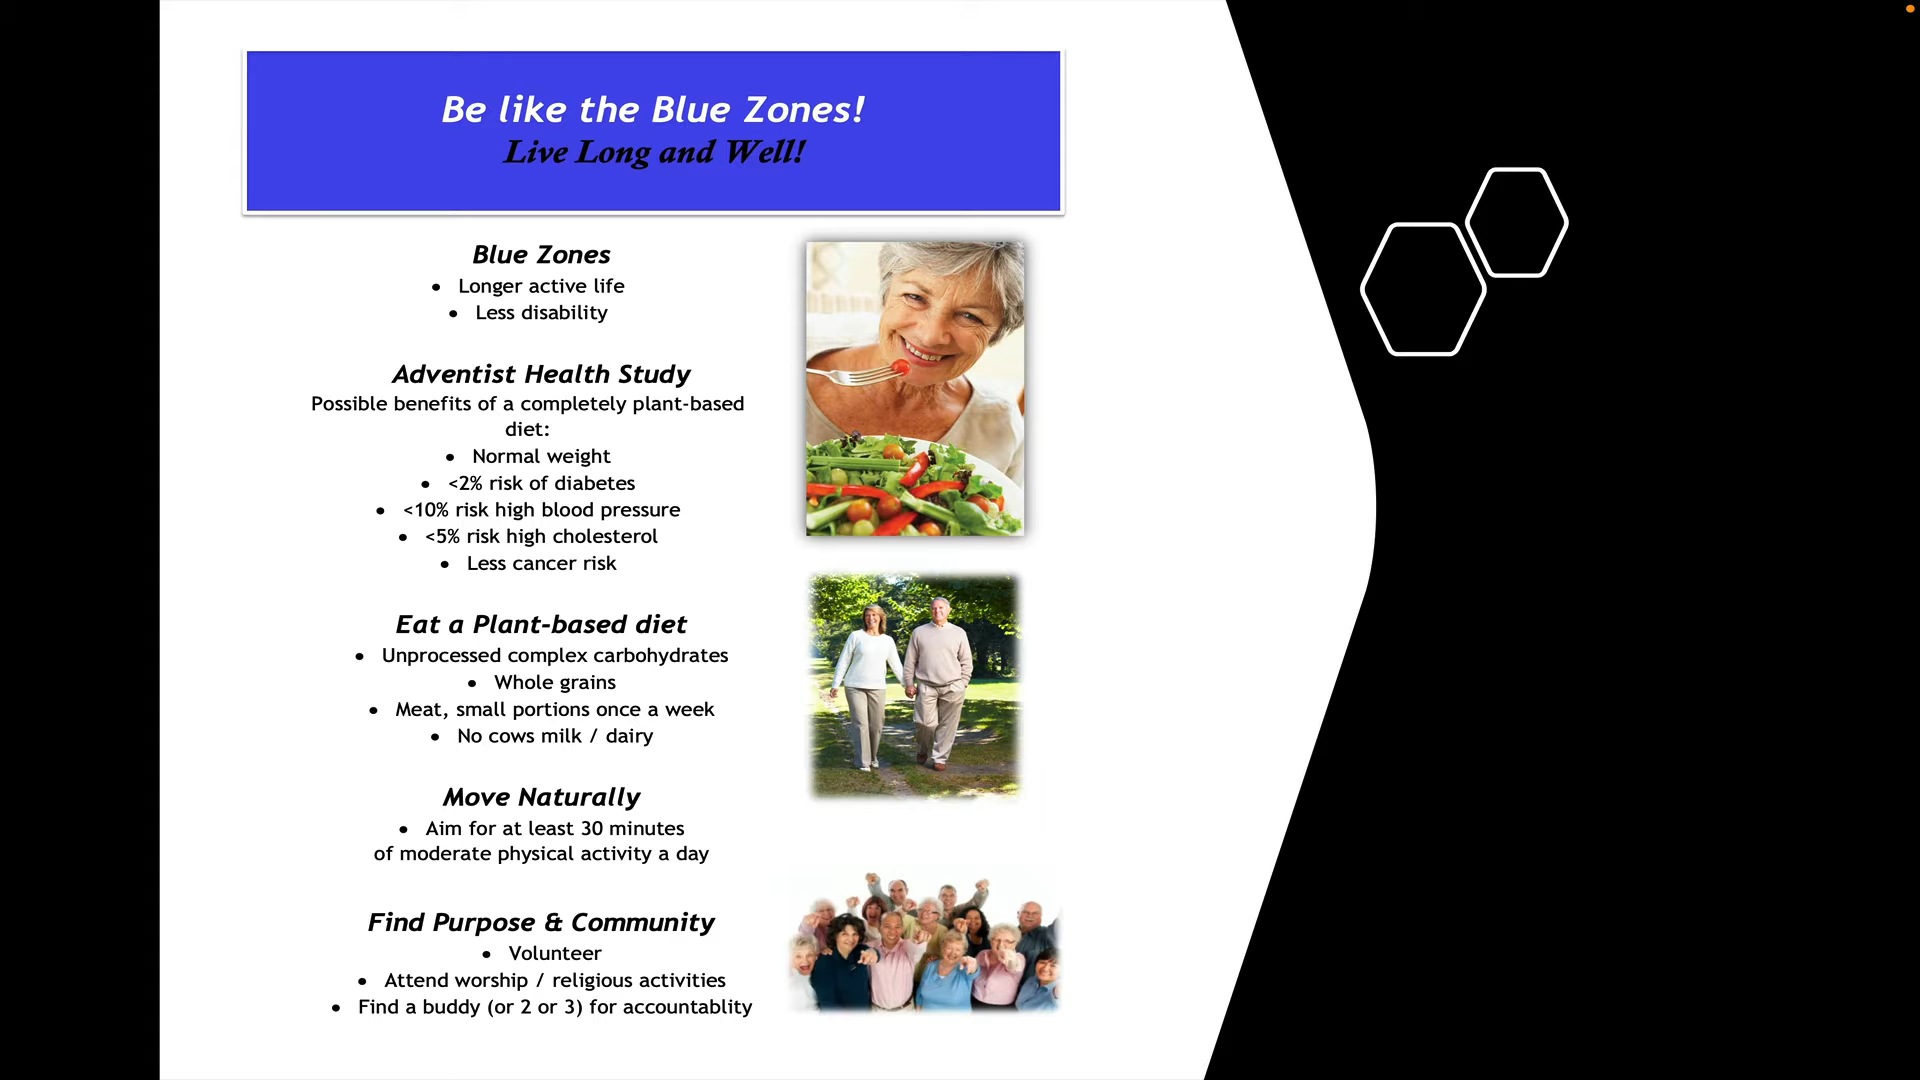 Be like the Blue Zones!
Live Long and Well!
Blue Zones
• Longer active life
• Less disability
Adventist Health Study
Possible benefits of a completely plant-based
diet:
• Normal weight
• <2% risk of diabetes
• <10% risk high blood pressure
• <5% risk high cholesterol
• Less cancer risk
Eat a Plant-based diet
• Unprocessed complex carbohydrates
• Whole grains
• Meat, small portions once a week
• No cows milk / dairy
Move Naturally
• Aim for at least 30 minutes
of moderate physical activity a day
Find Purpose & Community
• Volunteer
• Attend worship / religious activities
• Find a buddy (or 2 or 3) for accountablity